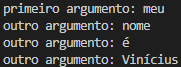 primeiro argumento: meu
outro argumento: nome
outro argumento: é
outro argumento: Vinícius